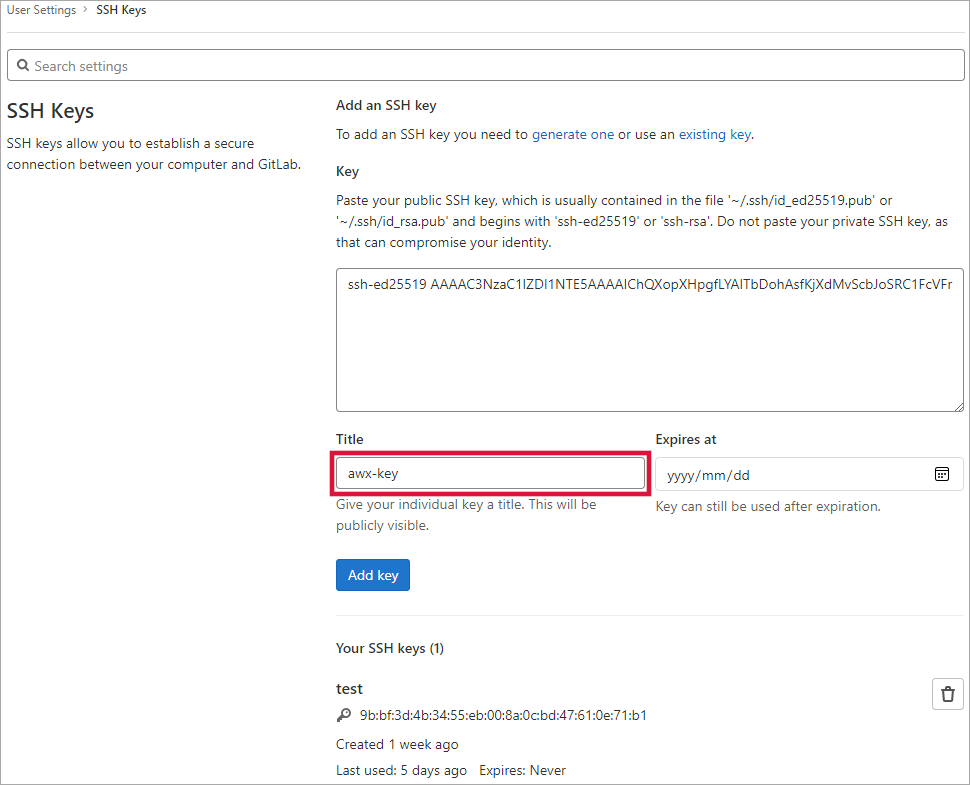 User Settings › SSH Keys
Search settings
SSH Keys
SSH keys allow you to establish a secure
connection between your computer and GitLab.
Add an SSH key
To add an SSH key you need to generate one or use an existing key.
Key
Paste your public SSH key, which is usually contained in the file '~/.ssh/id_ed25519.pub' or
'~/.ssh/id_rsa.pub' and begins with 'ssh-ed25519' or 'ssh-rsa'. Do not paste your private SSH key, as
that can compromise your identity.
ssh-ed25519 AAAAC3NzaC1lZDI1NTE5AAAAIChQXopXHpgfLYAITbDohAsfKjXdMvScbJoSRC1FcVFr
Title
Expires at
awx-key
yyyy/mm/dd
Give your individual key a title. This will be
publicly visible.
Key can still be used after expiration.
Add key
Your SSH keys (1)
test
9b:bf:3d:4b:34:55:eb:00:8a:0c:bd:47:61:0e:71:b1
Created 1 week ago
Last used: 5 days ago Expires: Never